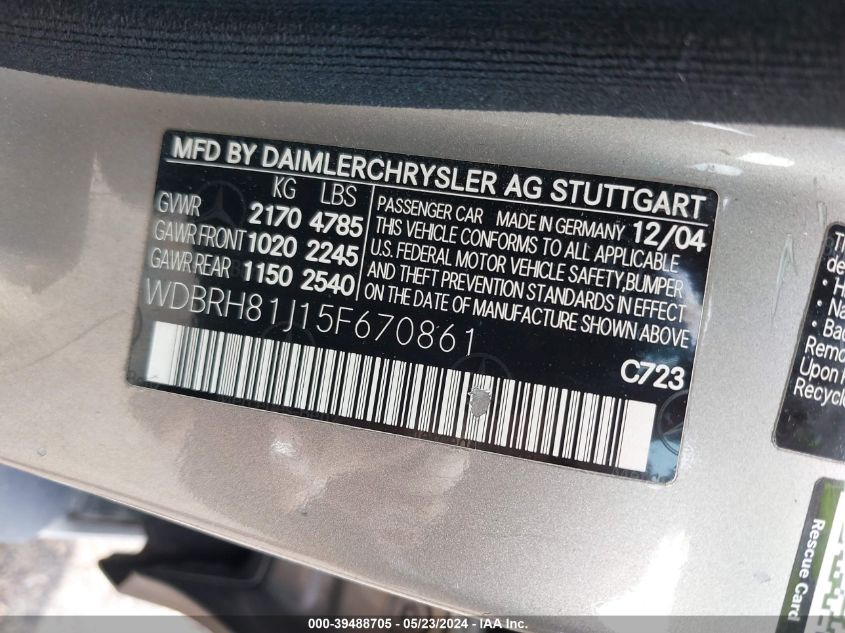 MFD BY DAIMLERCHRYSLER AG STUTTGART
KG LBS
GVWR 2170 4785
GAWR FRONT 1020 2245
GAWR REAR 1150 2540
PASSENGER CAR MADE IN GERMANY 12/04
THIS VEHICLE CONFORMS TO ALL APPLICABLE
U.S. FEDERAL MOTOR VEHICLE SAFETY, BUMPER
AND THEFT PREVENTION STANDARDS IN EFFECT
ON THE DATE OF MANUFACTURE SHOWN ABOVE
WDBRH81J15F670861
C723
Remo
Upon
Recycle
Rescue Card
000-39488705 - 05/23/2024 - IAA Inc.